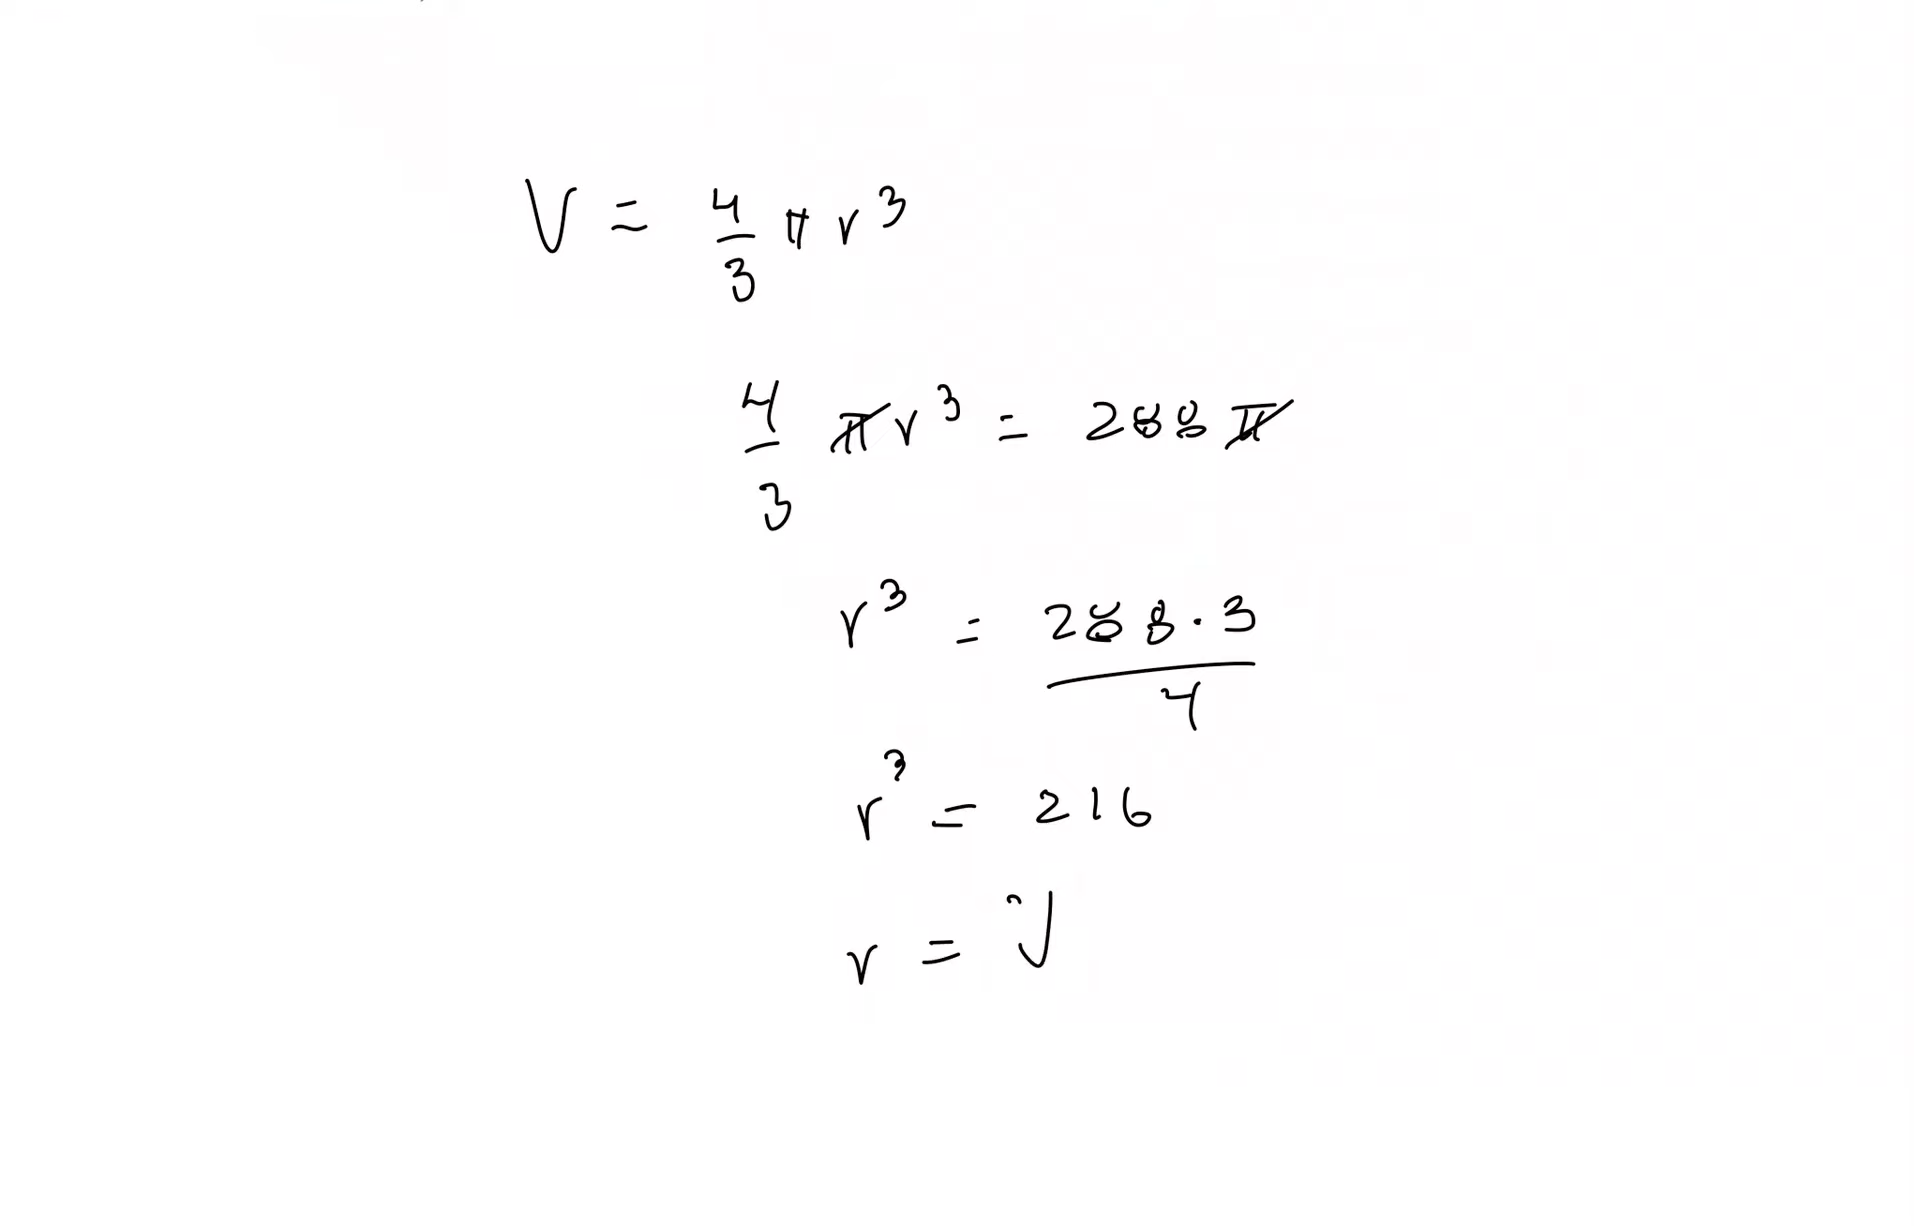 V = 4/3 π r³
4/3 π r³ = 288 π
r³ = 288 · 3 / 4
r³ = 216
r = √